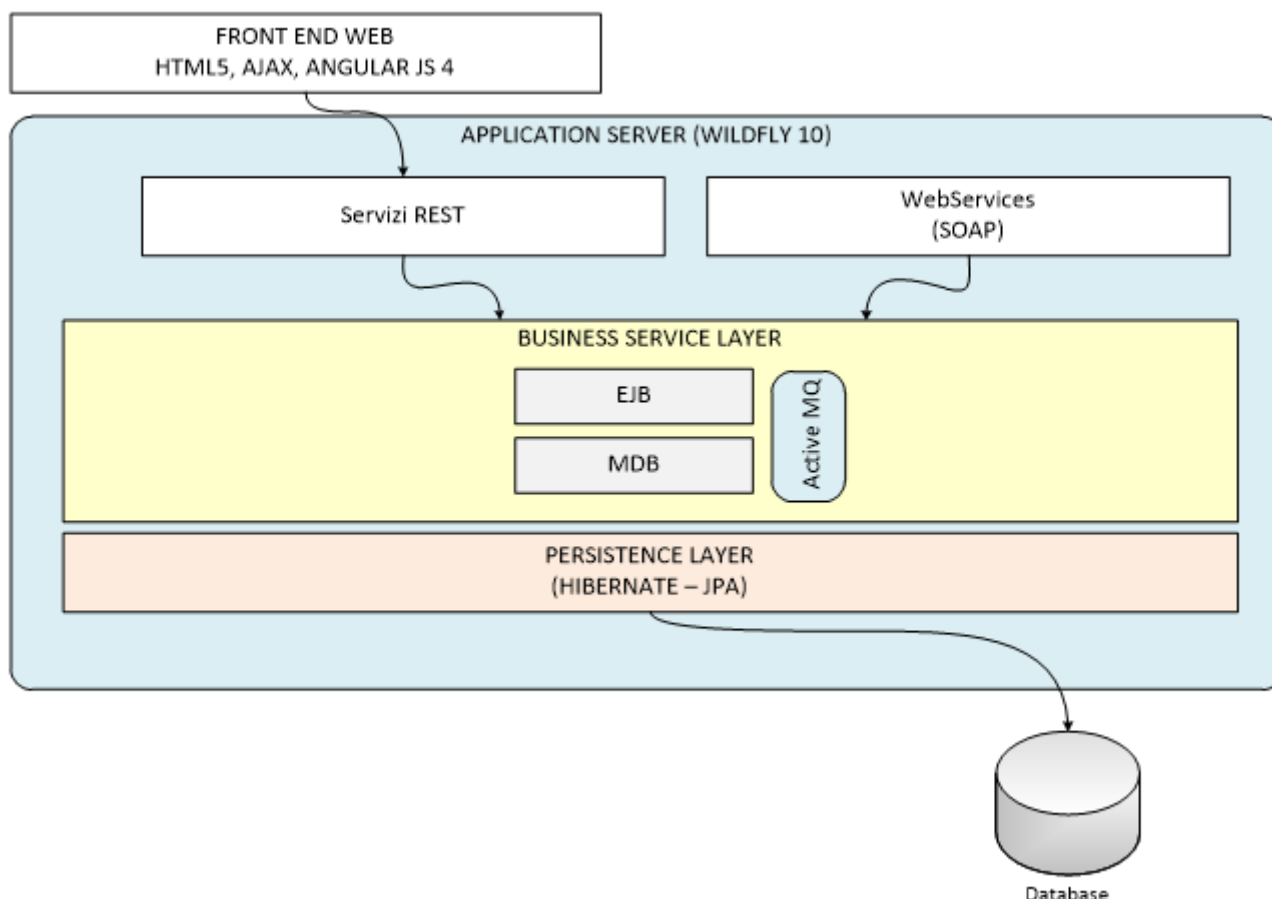 FRONT END WEB
HTML5, AJAX, ANGULAR JS 4
APPLICATION SERVER (WILDFLY 10)
Servizi REST
WebServices
(SOAP)
BUSINESS SERVICE LAYER
EJB
MDB
Active MQ
PERSISTENCE LAYER
(HIBERNATE – JPA)
Database